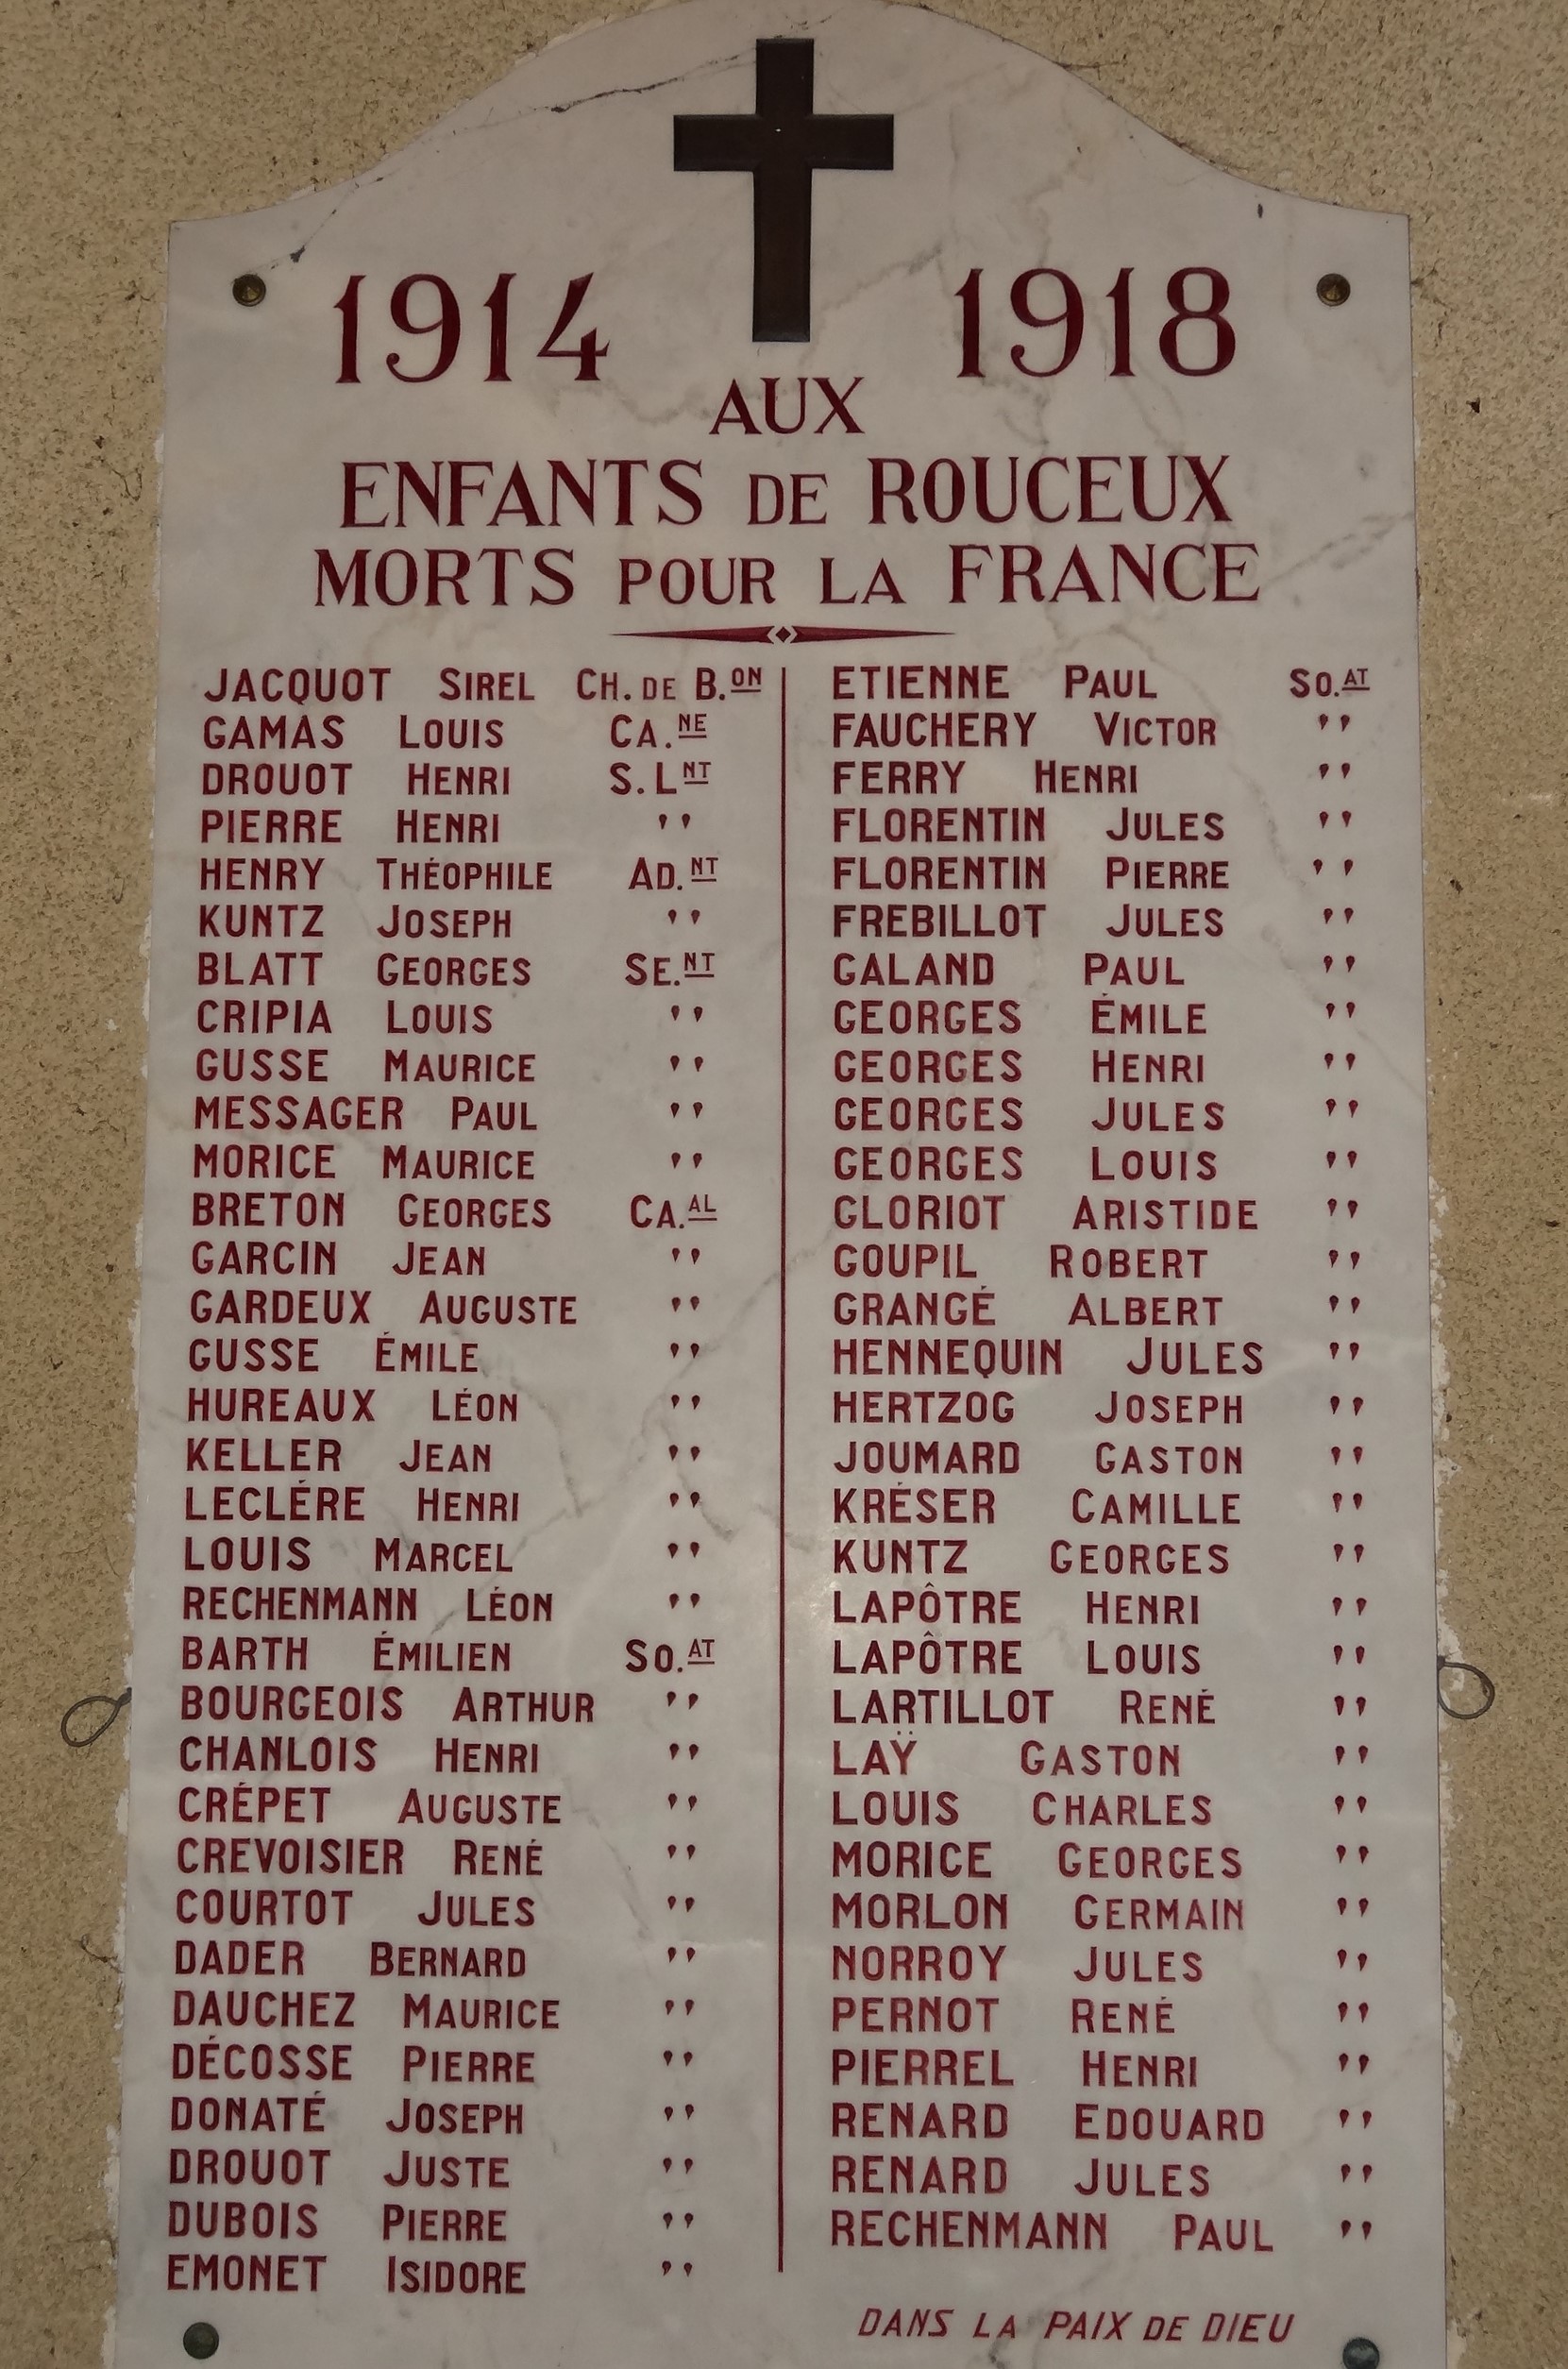 1914 1918
AUX
ENFANTS DE ROUCEUX
MORTS POUR LA FRANCE
JACQUOT SIREL CH. DE B.ON
GAMAS LOUIS CA.NE
DROUOT HENRI S.LNT
PIERRE HENRI ''
HENRY THÉOPHILE AD.NT
KUNTZ JOSEPH ''
BLATT GEORGES SE.NT
CRIPIA LOUIS ''
GUSSE MAURICE ''
MESSAGER PAUL ''
MORICE MAURICE ''
BRETON GEORGES CA.AL
GARCIN JEAN ''
GARDEUX AUGUSTE ''
GUSSE ÉMILE ''
HUREAUX LÉON ''
KELLER JEAN ''
LECLÉRE HENRI ''
LOUIS MARCEL ''
RECHENMANN LÉON ''
BARTH ÉMILIEN SO.AT
BOURGEOIS ARTHUR ''
CHANLOIS HENRI ''
CRÉPET AUGUSTE ''
CREVOISIER RENÉ ''
COURTOT JULES ''
DADER BERNARD ''
DAUCHEZ MAURICE ''
DÉCOSSE PIERRE ''
DONATÉ JOSEPH ''
DROUOT JUSTE ''
DUBOIS PIERRE ''
EMONET ISIDORE ''
ETIENNE PAUL SO.AT
FAUCHERY VICTOR ''
FERRY HENRI ''
FLORENTIN JULES ''
FLORENTIN PIERRE ''
FREBILLOT JULES ''
GALAND PAUL ''
GEORGES ÉMILE ''
GEORGES HENRI ''
GEORGES JULES ''
GEORGES LOUIS ''
GLORIOT ARISTIDE ''
GOUPIL ROBERT ''
GRANGÉ ALBERT ''
HENNEQUIN JULES ''
HERTZOG JOSEPH ''
JOUMARD GASTON ''
KRÉSER CAMILLE ''
KUNTZ GEORGES ''
LAPÔTRE HENRI ''
LAPÔTRE LOUIS ''
LARTILLOT RENÉ ''
LAŸ GASTON ''
LOUIS CHARLES ''
MORICE GEORGES ''
MORLON GERMAIN ''
NORROY JULES ''
PERNOT RENÉ ''
PIERREL HENRI ''
RENARD EDOUARD ''
RENARD JULES ''
RECHENMANN PAUL ''
DANS LA PAIX DE DIEU